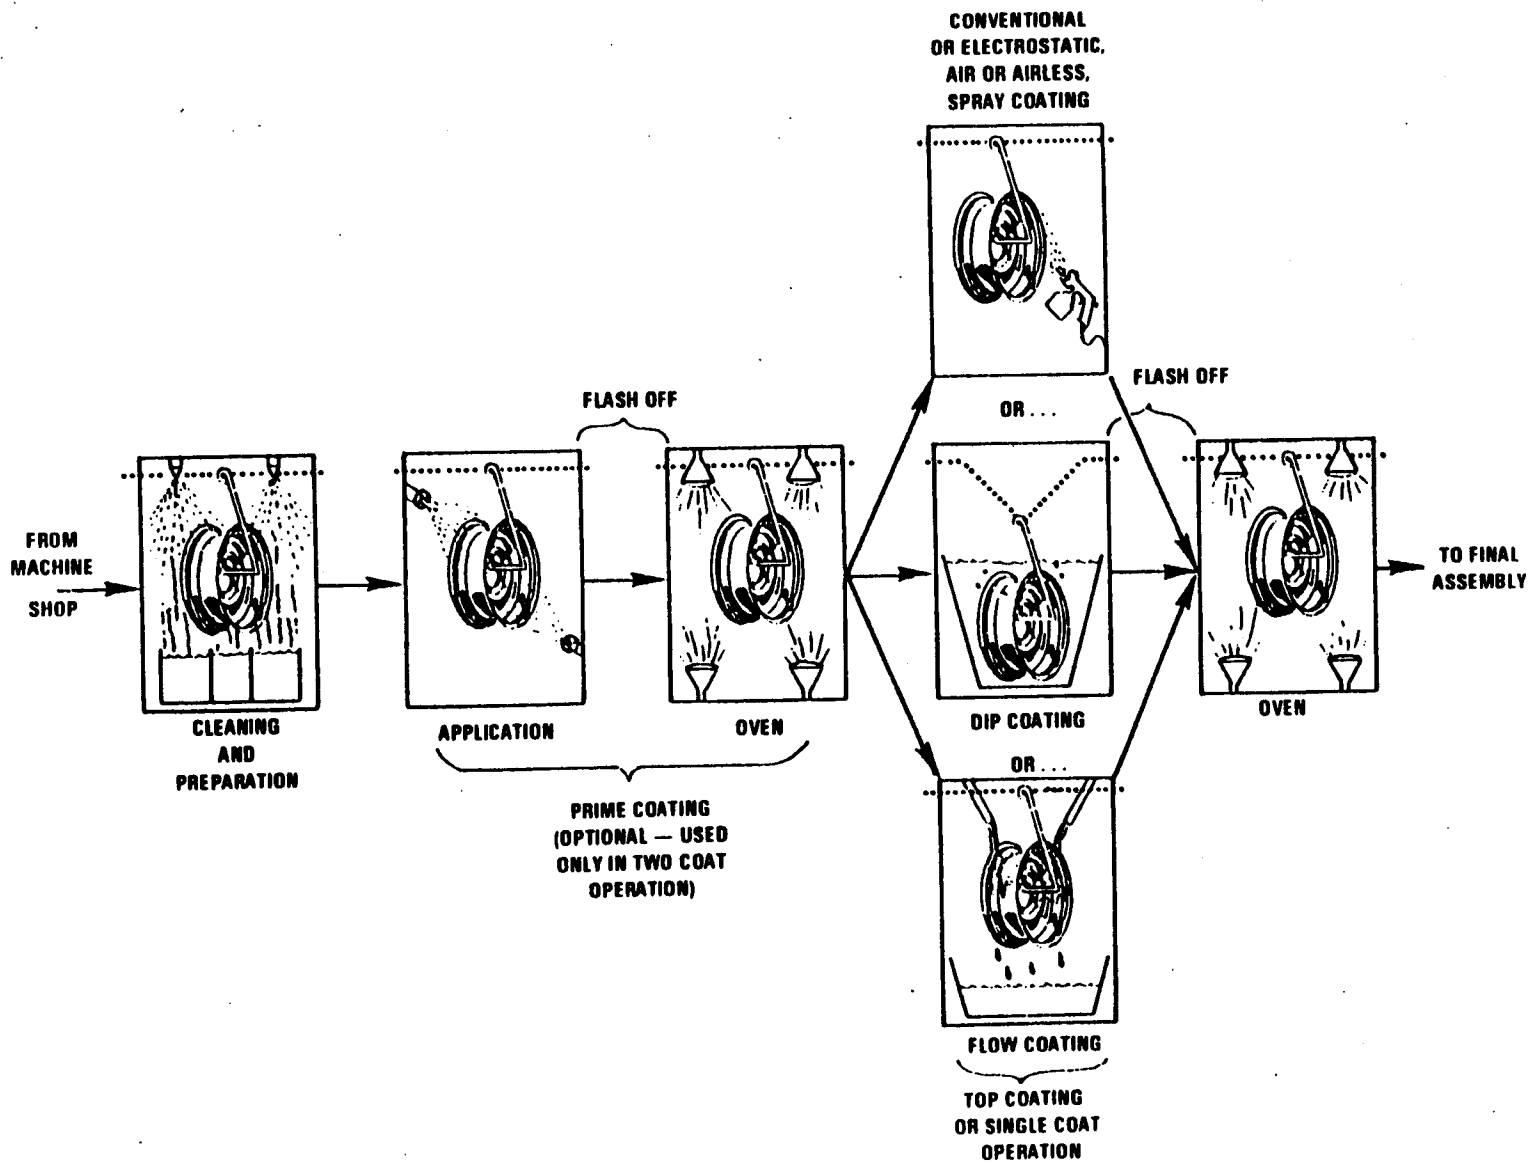 CONVENTIONAL
OR ELECTROSTATIC,
AIR OR AIRLESS,
SPRAY COATING
FLASH OFF
OR ...
FLASH OFF
FROM
MACHINE
SHOP
TO FINAL
ASSEMBLY
CLEANING
AND
PREPARATION
APPLICATION
OVEN
DIP COATING
OVEN
PRIME COATING
(OPTIONAL — USED
ONLY IN TWO COAT
OPERATION)
OR ...
FLOW COATING
TOP COATING
OR SINGLE COAT
OPERATION